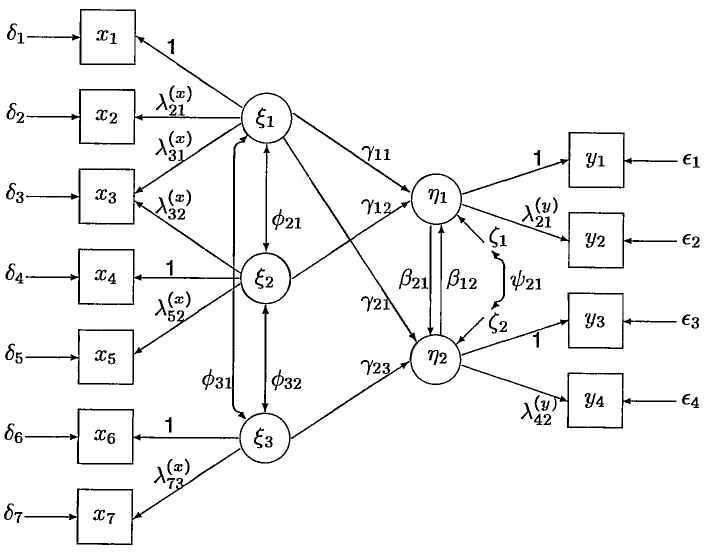 δ₁ x₁ 1
δ₂ x₂ λ₂₁⁽ˣ⁾ ξ₁
λ₃₁⁽ˣ⁾ γ₁₁ 1 y₁ ϵ₁
δ₃ x₃ λ₃₂⁽ˣ⁾ ϕ₂₁ γ₁₂ η₁ λ₂₁⁽ʸ⁾
ζ₁ y₂ ϵ₂
δ₄ x₄ 1 ξ₂ β₂₁ β₁₂ ψ₂₁
λ₅₂⁽ˣ⁾ γ₂₁ ζ₂ y₃ ϵ₃
δ₅ x₅ η₂ 1
ϕ₃₁ ϕ₃₂ γ₂₃
y₄ ϵ₄
λ₄₂⁽ʸ⁾
δ₆ x₆ 1 ξ₃
λ₇₃⁽ˣ⁾
δ₇ x₇